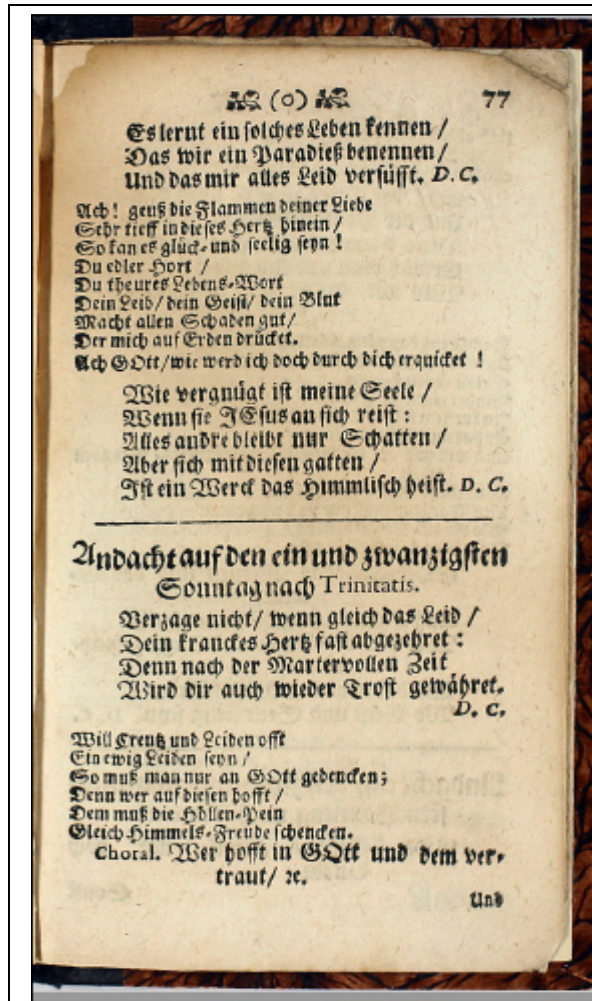 (o) 77
Es lernt ein solches Leben kennen /
Das wir ein Paradieß benennen /
Und das mir alles Leid versüsst. D. C.
Ach! geuß die Flammen deiner Liebe
Sehr tieff in dieses Hertz hinein /
So kan es glück- und seelig seyn!
Du edler Hort /
Du theures Lebens-Wort
Dein Leib / dein Geist / dein Blut
Macht allen Schaden gut /
Der mich auf Erden drücket.
Ach GOtt / wie werd ich doch durch dich erquicket!
Wie vergnügt ist meine Seele /
Wenn sie JEsus an sich reist:
Alles andre bleibt nur Schatten /
Aber sich mit diesen gatten /
Ist ein Werck das Himmlisch heist. D. C.
Andacht auf den ein und zwanzigsten
Sonntag nach Trinitatis.
Verzage nicht / wenn gleich das Leid /
Dein kranckes Hertz fast abgezehret:
Denn nach der Martervollen Zeit
Wird dir auch wieder Trost gewähret.
D. C.
Will Creutz und Leiden offt
Ein ewig Leiden seyn /
So muß man nur an GOtt gedencken;
Denn wer auf diesen hofft /
Dem muß die Höllen-Pein
Gleich Himmels-Freude schencken.
Choral. Wer hofft in GOtt und dem ver-
traut / ꝛc.
Und